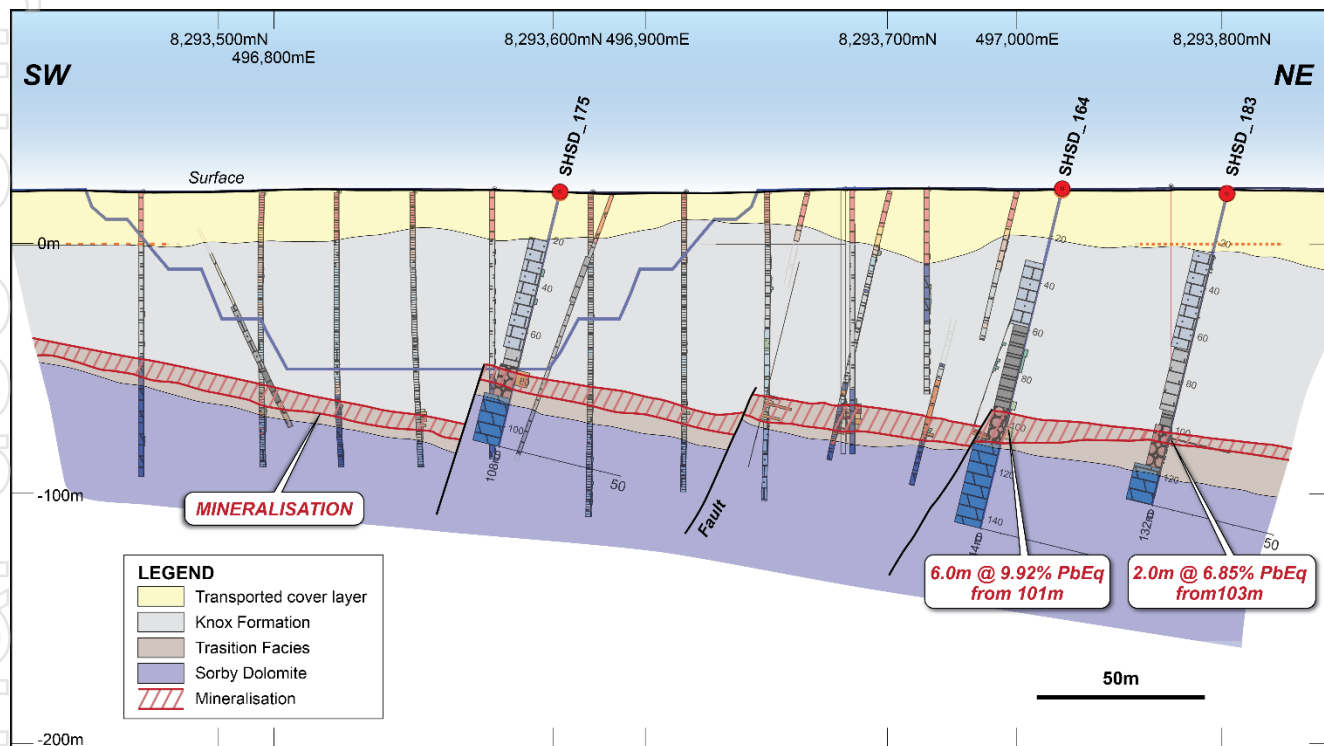 8,293,500mN
496,800mE
8,293,600mN
496,900mE
8,293,700mN
497,000mE
8,293,800mN
SW
NE
SHSD_175
SHSD_164
SHSD_183
Surface
0m
20
40
60
80
100
108m
50
20
40
60
80
100
120
140
20
40
60
80
100
120
132m
50
-100m
MINERALISATION
Fault
6.0m @ 9.92% PbEq
from 101m
2.0m @ 6.85% PbEq
from103m
LEGEND
Transported cover layer
Knox Formation
Trasition Facies
Sorby Dolomite
Mineralisation
50m
-200m